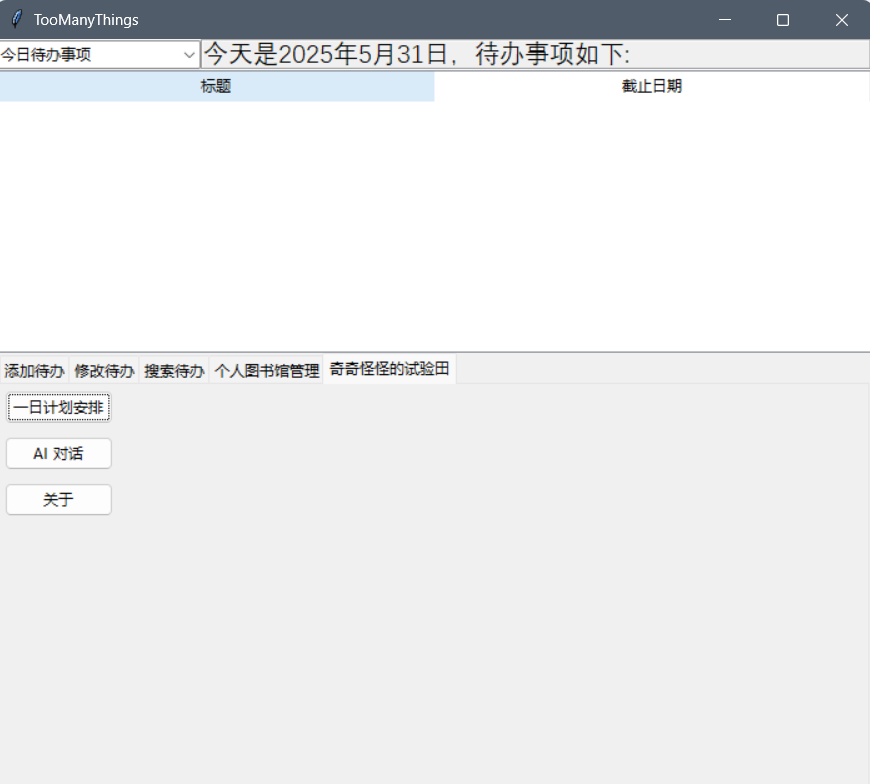 TooManyThings
今日待办事项 今天是2025年5月31日，待办事项如下:
标题 截止日期
添加待办 修改待办 搜索待办 个人图书馆管理 奇奇怪怪的试验田
一日计划安排
AI 对话
关于